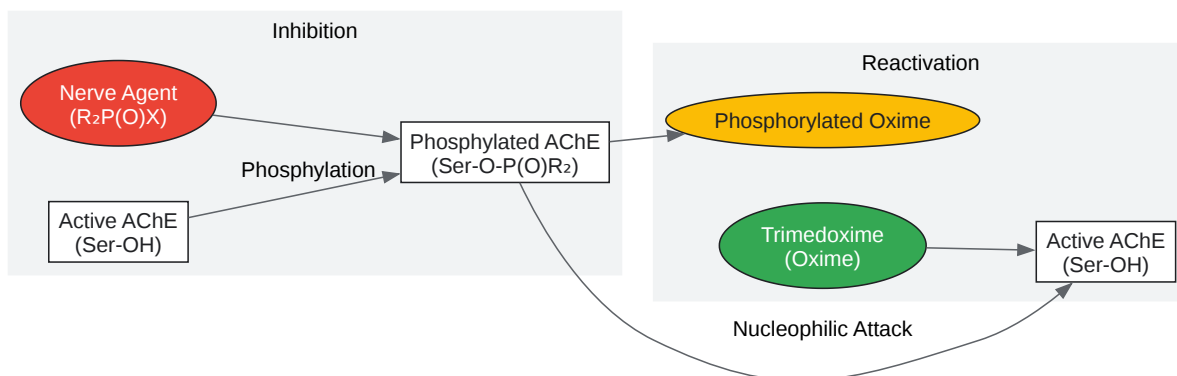 Inhibition
Nerve Agent
(R₂P(O)X)
Phosphylation
Active AChE
(Ser-OH)
Phosphylated AChE
(Ser-O-P(O)R₂)
Reactivation
Phosphorylated Oxime
Trimedoxime
(Oxime)
Active AChE
(Ser-OH)
Nucleophilic Attack